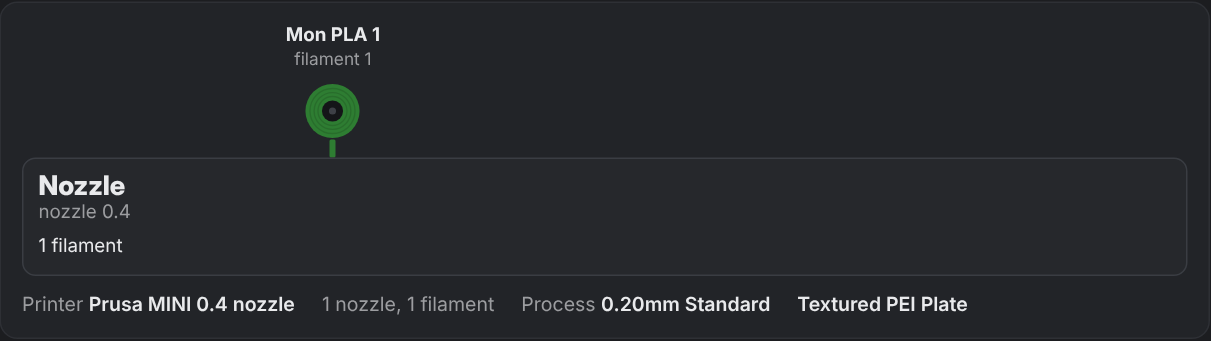 Mon PLA 1
filament 1
Nozzle
nozzle 0.4
1 filament
Printer Prusa MINI 0.4 nozzle 1 nozzle, 1 filament Process 0.20mm Standard Textured PEI Plate